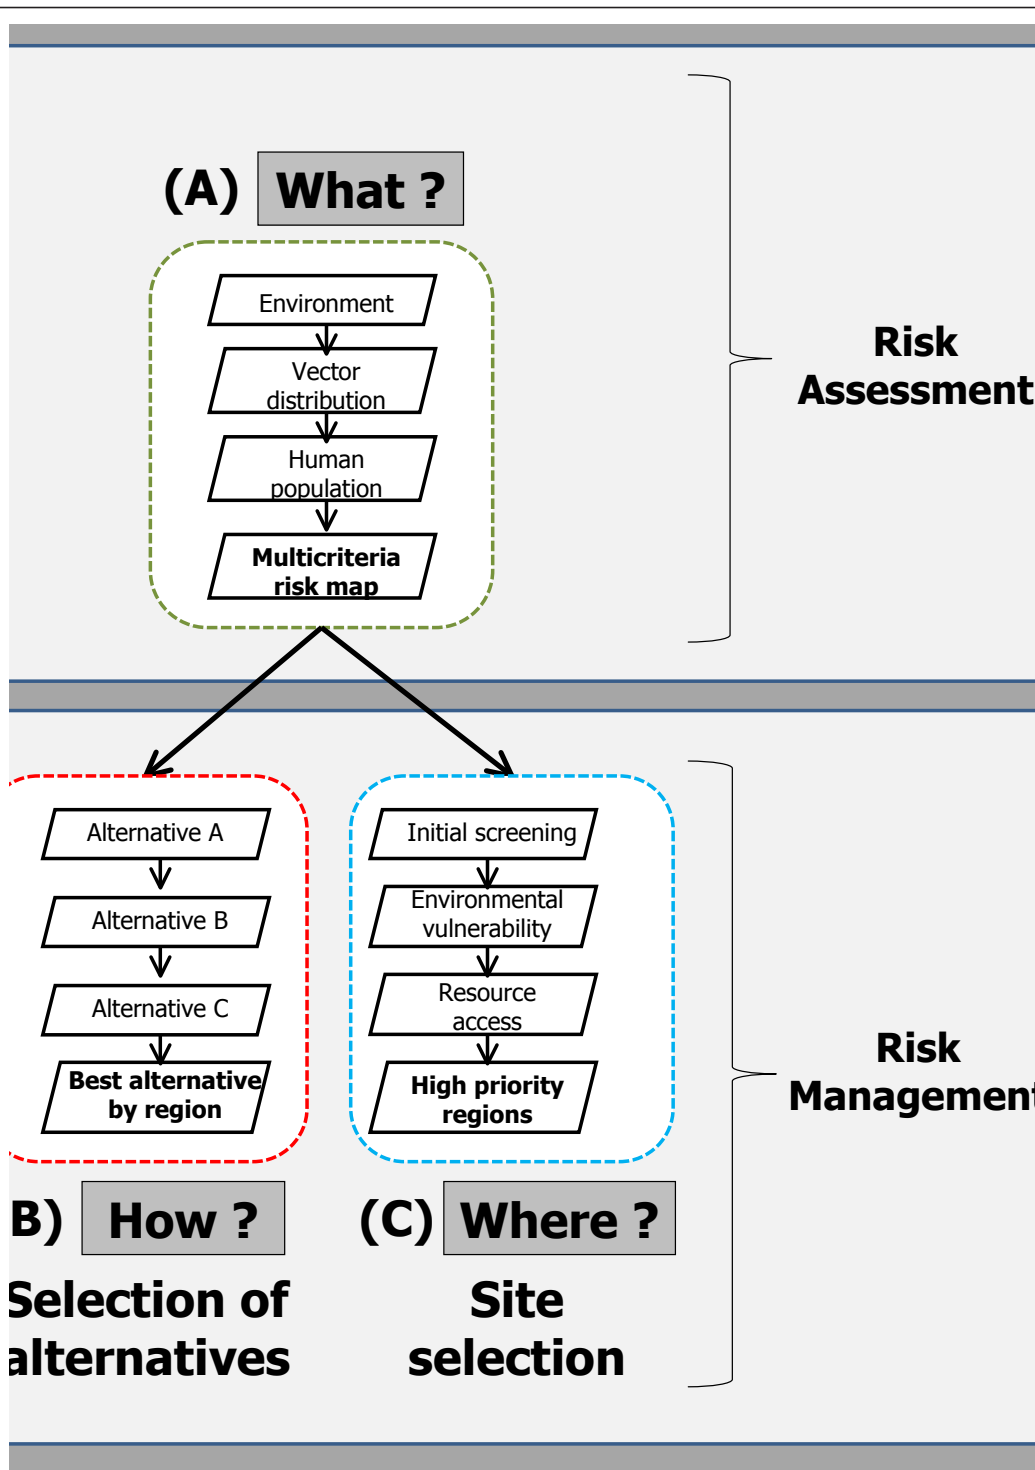 (A) What ?
Environment
Vector
distribution
Human
population
Multicriteria
risk map
Risk
Assessment
Alternative A
Alternative B
Alternative C
Best alternative
by region
Initial screening
Environmental
vulnerability
Resource
access
High priority
regions
Risk
Management
B) How ?
(C) Where ?
Selection of
alternatives
Site
selection